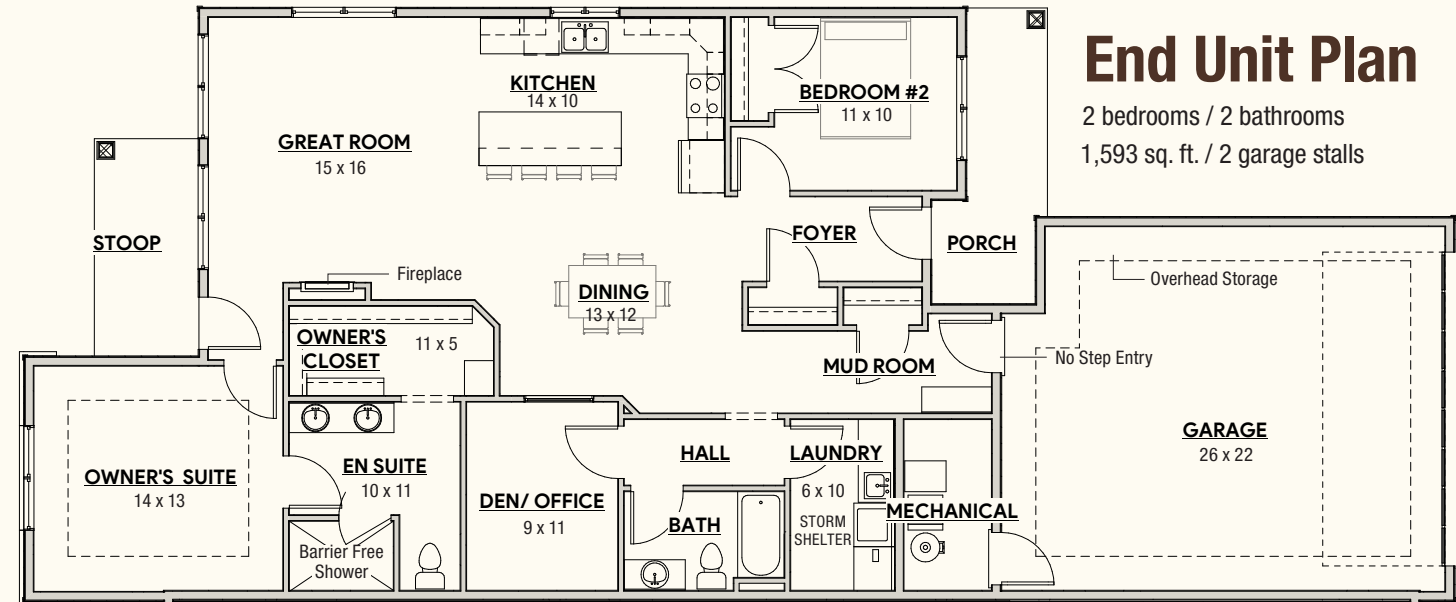 End Unit Plan
2 bedrooms / 2 bathrooms
1,593 sq. ft. / 2 garage stalls
KITCHEN
14 x 10
BEDROOM #2
11 x 10
GREAT ROOM
15 x 16
STOOP
FOYER
PORCH
Fireplace
Overhead Storage
DINING
13 x 12
OWNER'S
CLOSET
11 x 5
MUD ROOM
No Step Entry
GARAGE
26 x 22
OWNER'S SUITE
14 x 13
EN SUITE
10 x 11
HALL
LAUNDRY
6 x 10
DEN/ OFFICE
9 x 11
BATH
STORM
SHELTER
MECHANICAL
Barrier Free
Shower